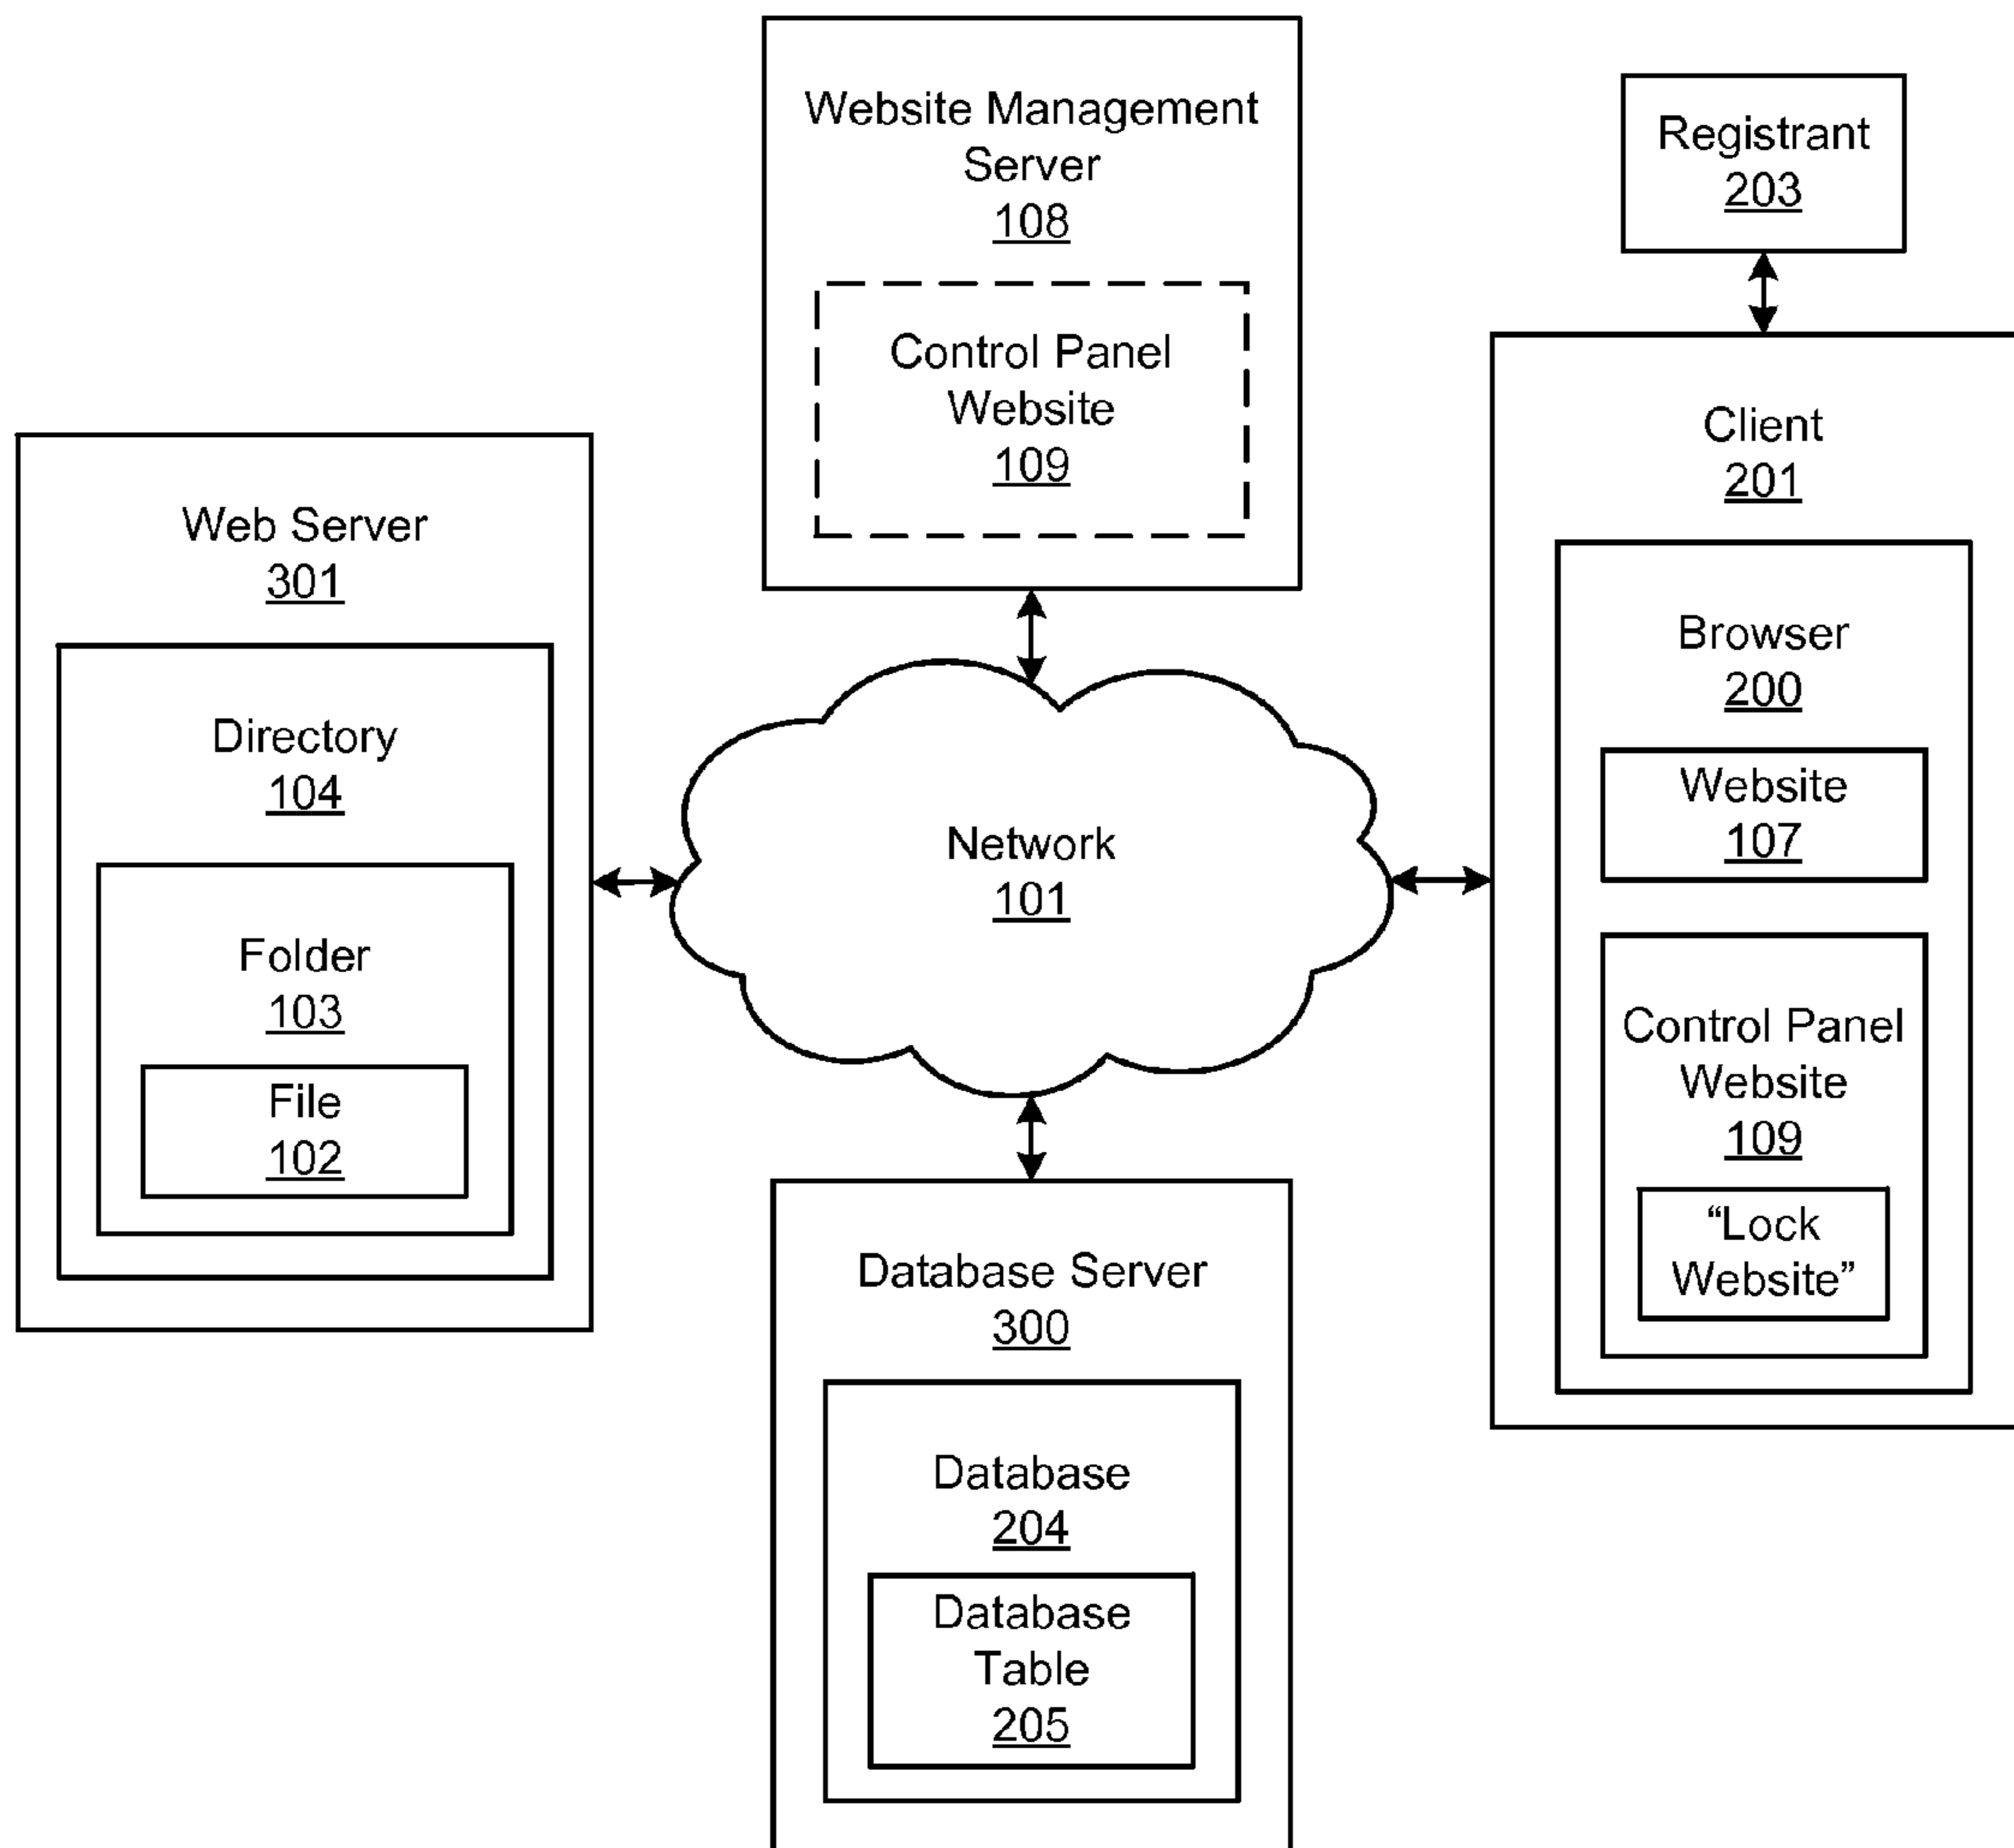 Website Management
Server
108
Control Panel
Website
109
Registrant
203
Client
201
Browser
200
Website
107
Control Panel
Website
109
“Lock
Website”
Web Server
301
Directory
104
Folder
103
File
102
Network
101
Database Server
300
Database
204
Database
Table
205